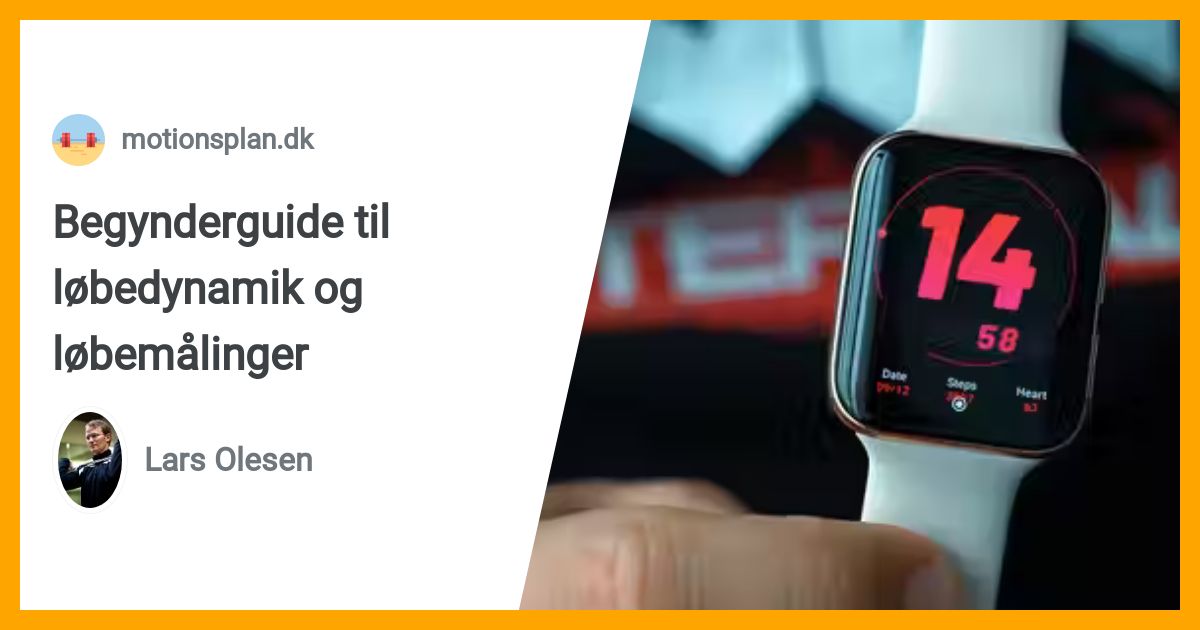 motionsplan.dk
Begynderguide til
løbedynamik og
løbemålinger
Lars Olesen
14
58
Date
Steps
Heart